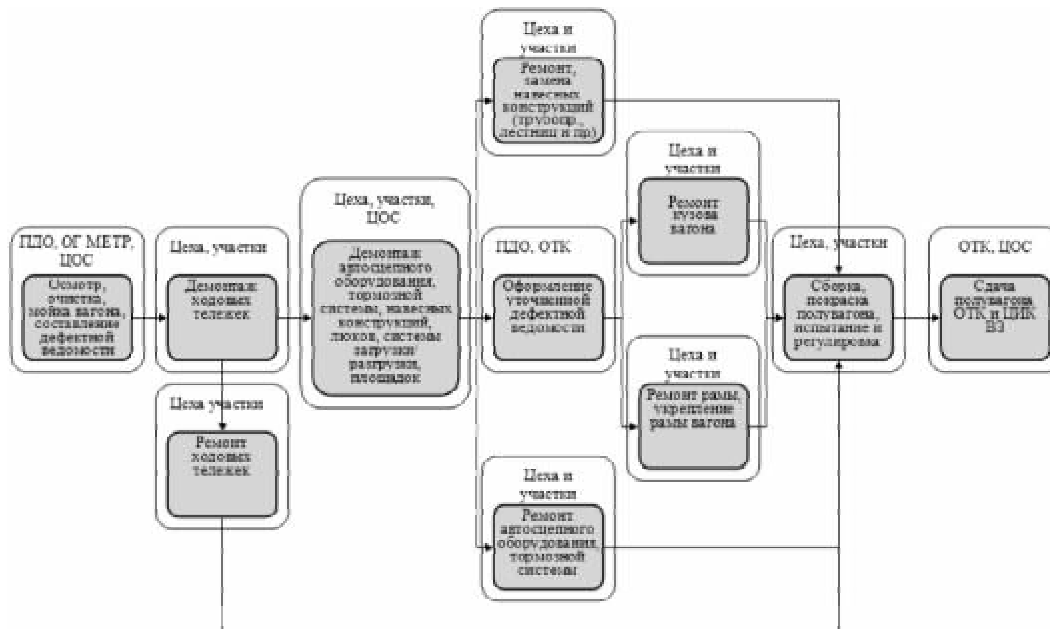 Цеха и
участки
Ремонт,
замена
навесных
конструкций
(трубопр.,
лестниц и пр)
Цеха и
участки
Ремонт
кузова
вагона
ПДО, ОГ МЕТР,
ЦОС
Осмотр,
очистка,
мойка вагона,
составление
дефектной
ведомости
Цеха, участки
Демонтаж
ходовых
тележек
Цеха, участки,
ЦОС
Демонтаж
автосцепного
оборудования,
тормозной
системы, навесных
конструкций,
люков, системы
загрузки/
разгрузки,
площадок
ПДО, ОТК
Оформление
уточненной
дефектной
ведомости
Цеха, участки
Сборка,
покраска
полувагона,
испытание и
регулировка
ОТК, ЦОС
Сдача
полувагона
ОТК и ЦИК
ВЗ
Цеха участки
Ремонт
ходовых
тележек
Цеха и
участки
Ремонт рамы,
укрепление
рамы вагона
Цеха и
участки
Ремонт
автосцепного
оборудования,
тормозной
системы